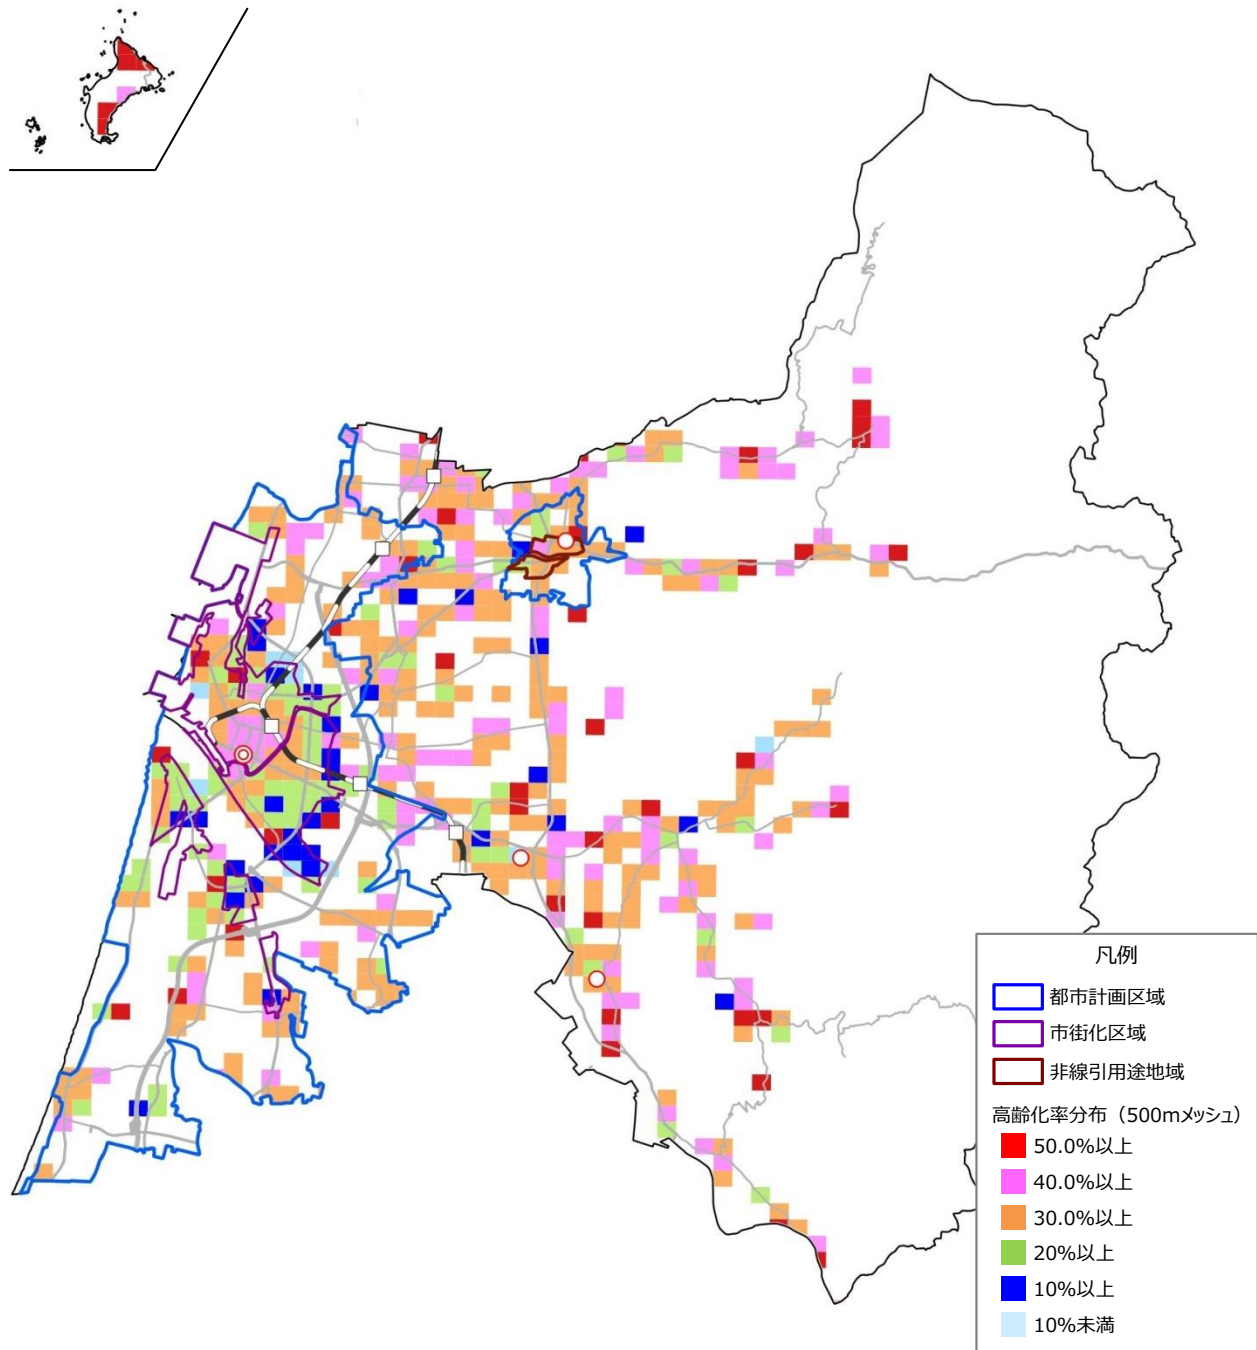 凡例
都市計画区域
市街化区域
非線引用途地域
高齢化率分布（500mメッシュ）
50.0%以上
40.0%以上
30.0%以上
20%以上
10%以上
10%未満